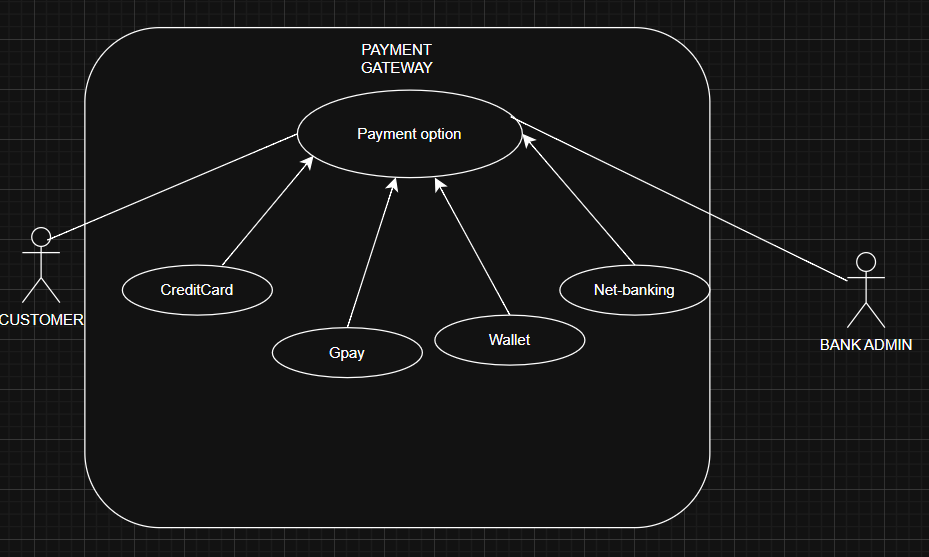 PAYMENT
GATEWAY
Payment option
CreditCard
Net-banking
Gpay
Wallet
CUSTOMER
BANK ADMIN